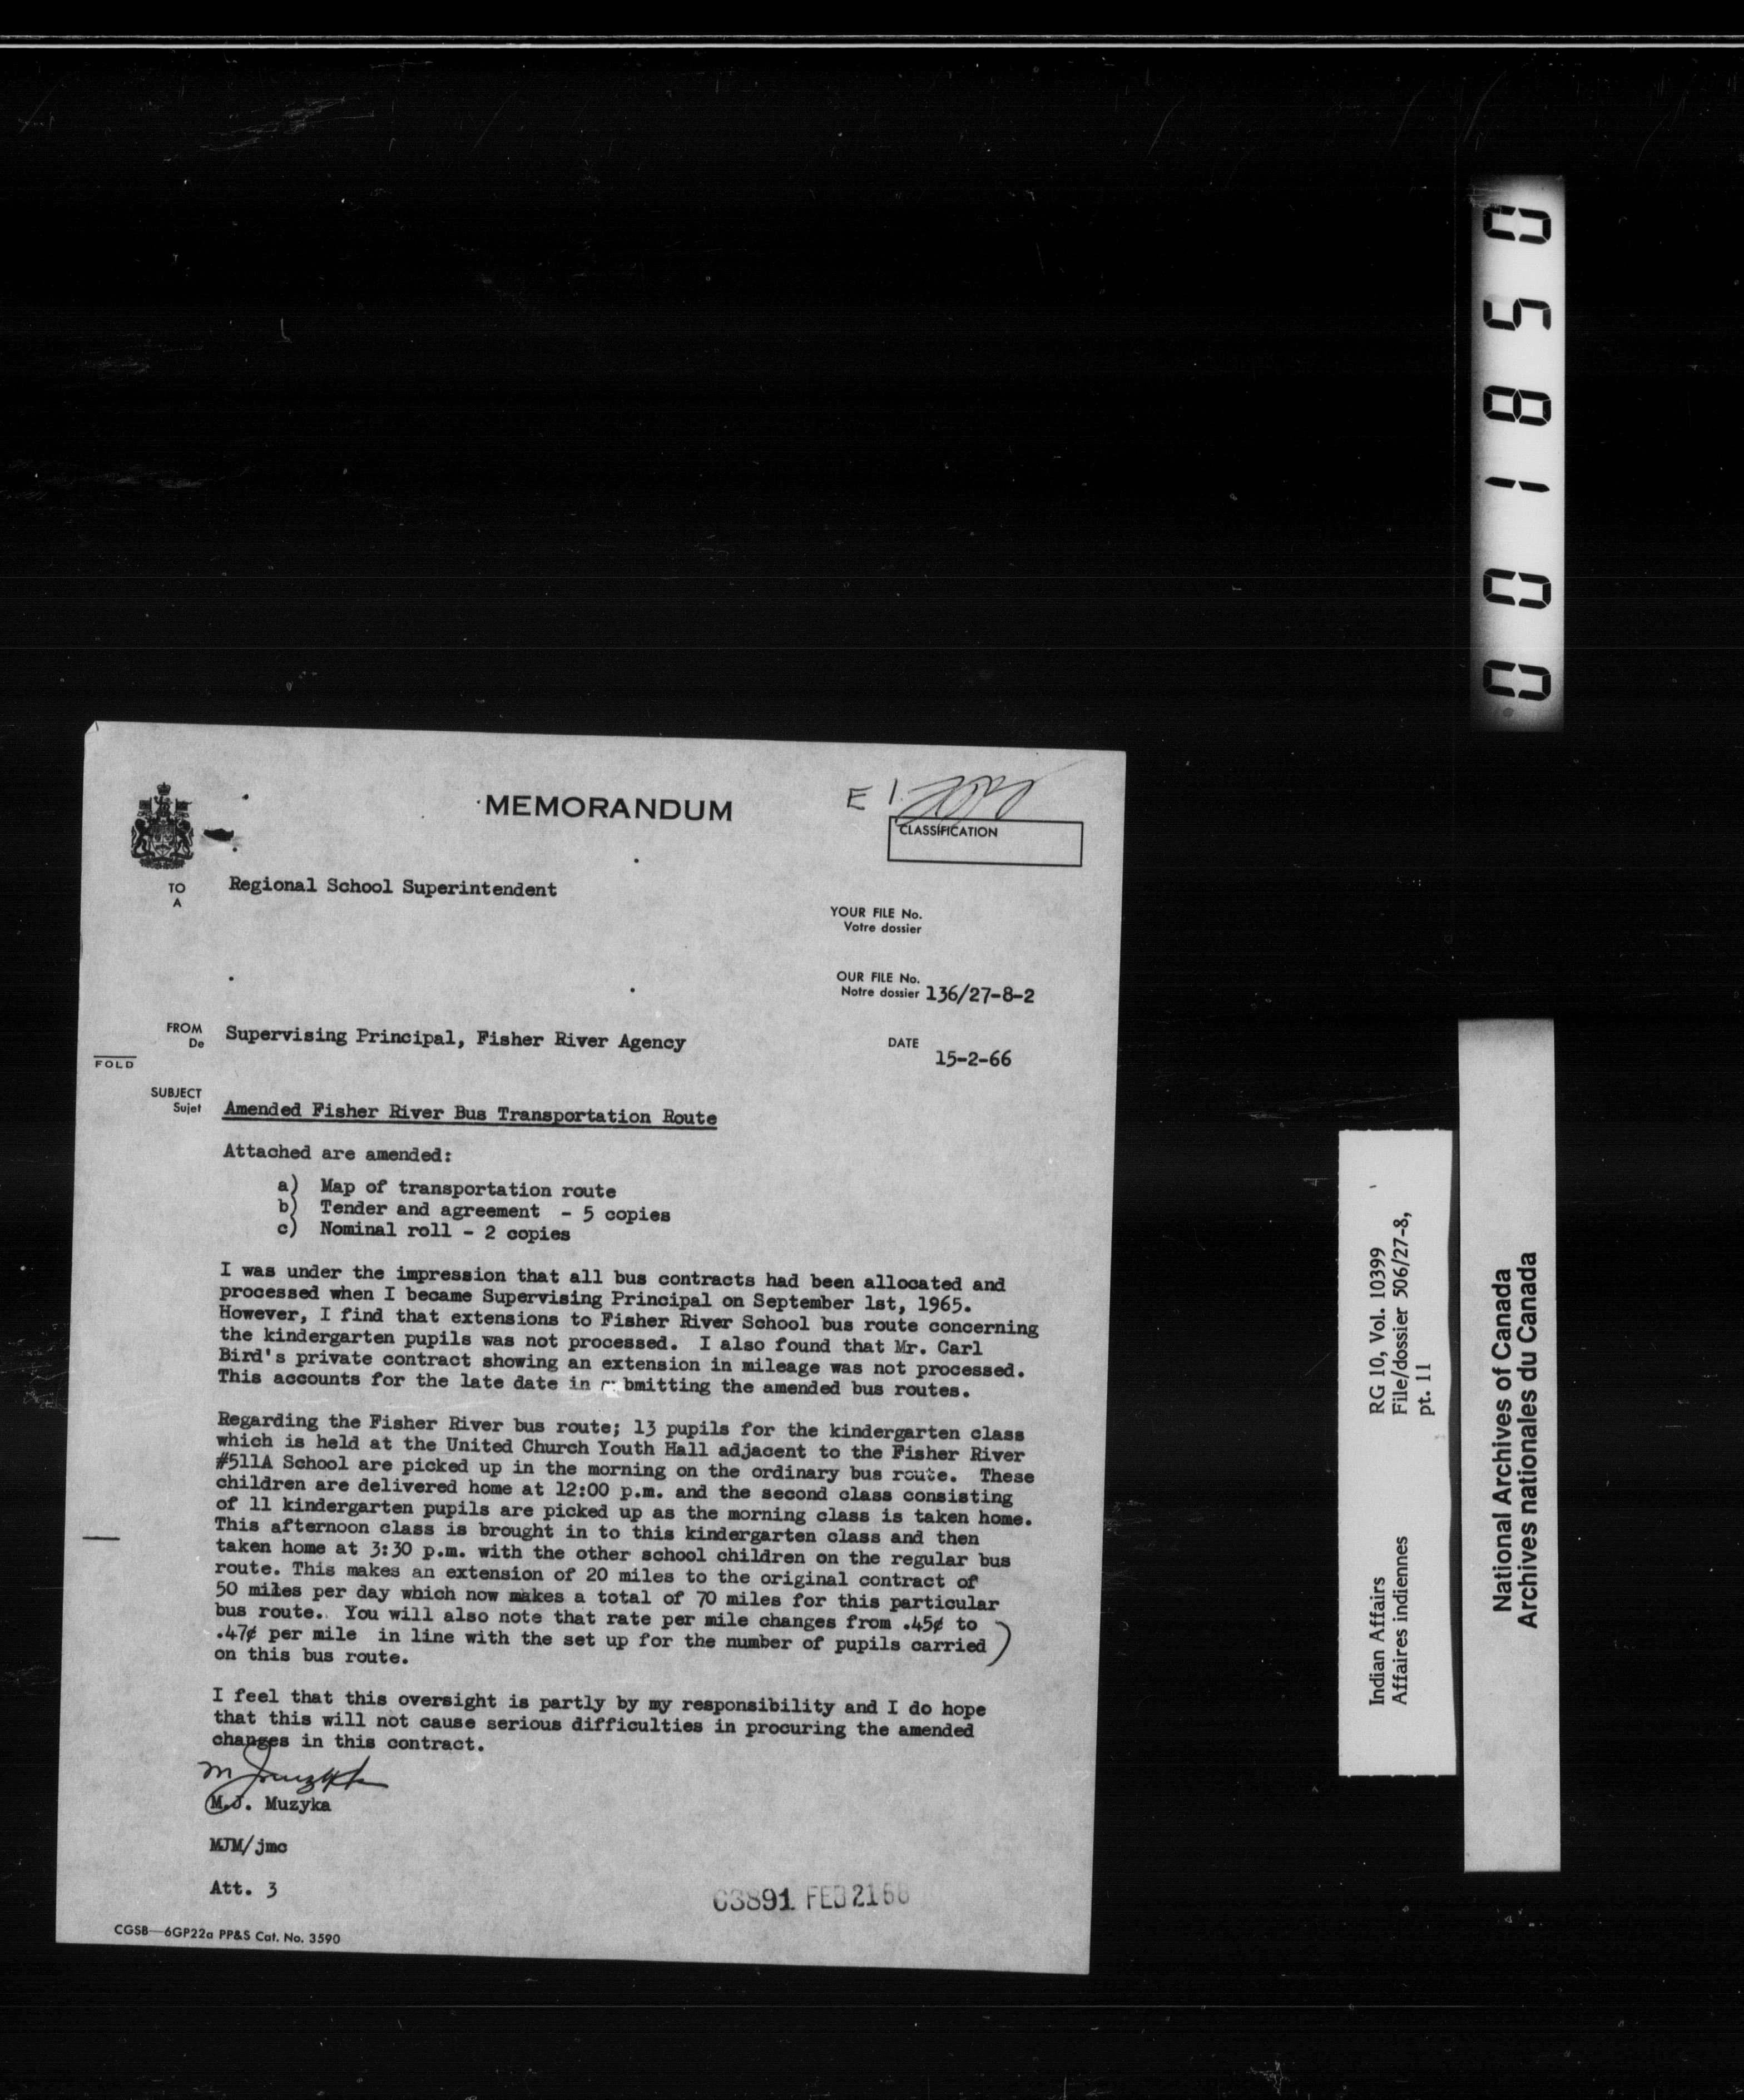 MEMORANDUM
E 1.
CLASSIFICATION
TO
A
Regional School Superintendent
YOUR FILE No.
Votre dossier
OUR FILE No.
Notre dossier 136/27-8-2
FROM
De
Supervising Principal, Fisher River Agency
DATE
15-2-66
FOLD
SUBJECT
Sujet
Amended Fisher River Bus Transportation Route
Attached are amended:
a) Map of transportation route
b) Tender and agreement - 5 copies
c) Nominal roll - 2 copies
I was under the impression that all bus contracts had been allocated and
processed when I became Supervising Principal on September 1st, 1965.
However, I find that extensions to Fisher River School bus route concerning
the kindergarten pupils was not processed. I also found that Mr. Carl
Bird's private contract showing an extension in mileage was not processed.
This accounts for the late date in submitting the amended bus routes.
Regarding the Fisher River bus route; 13 pupils for the kindergarten class
which is held at the United Church Youth Hall adjacent to the Fisher River
#511A School are picked up in the morning on the ordinary bus route. These
children are delivered home at 12:00 p.m. and the second class consisting
of 11 kindergarten pupils are picked up as the morning class is taken home.
This afternoon class is brought in to this kindergarten class and then
taken home at 3:30 p.m. with the other school children on the regular bus
route. This makes an extension of 20 miles to the original contract of
50 miles per day which now makes a total of 70 miles for this particular
bus route. You will also note that rate per mile changes from .45¢ to
.47¢ per mile in line with the set up for the number of pupils carried
on this bus route.
I feel that this oversight is partly by my responsibility and I do hope
that this will not cause serious difficulties in procuring the amended
changes in this contract.
M J Muzyka
M.J. Muzyka
MJM/jmc
Att. 3
C3891 FEB 21 66
CGSB—6GP22a PP&S Cat. No. 3590
001850
Indian Affairs RG 10, Vol. 10399
Affaires indiennes File/dossier 506/27-8,
pt. 11
National Archives of Canada
Archives nationales du Canada